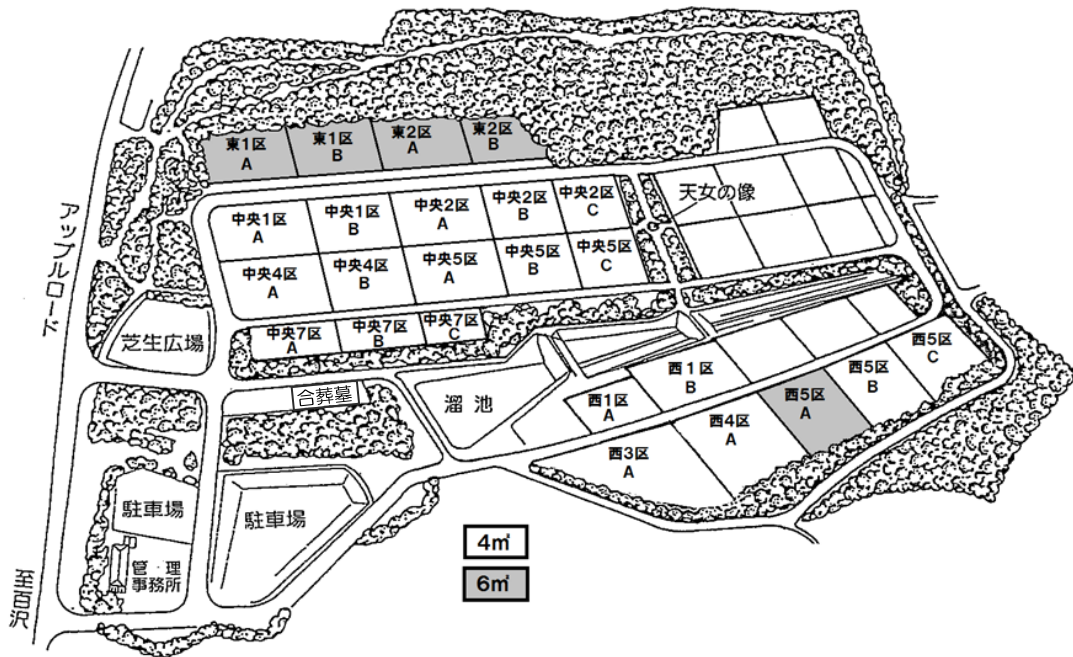 東1区
A
東1区
B
東2区
A
東2区
B
天女の像
中央1区
A
中央1区
B
中央2区
A
中央2区
B
中央2区
C
中央4区
A
中央4区
B
中央5区
A
中央5区
B
中央5区
C
中央7区
A
中央7区
B
中央7区
C
アップルロード
芝生広場
合葬墓
溜池
西1区
A
西1区
B
西5区
A
西5区
B
西5区
C
西3区
A
西4区
A
駐車場
駐車場
管・理
事務所
至百沢
4㎡
6㎡